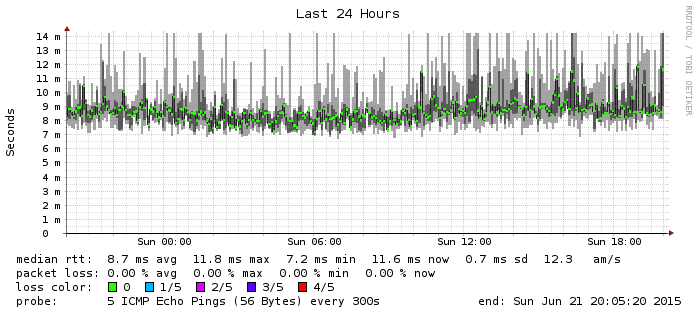 Last 24 Hours
RRDTOOL / TOBI OETIKER
Seconds
14 m
13 m
12 m
11 m
10 m
9 m
8 m
7 m
6 m
5 m
4 m
3 m
2 m
1 m
0
Sun 00:00 Sun 06:00 Sun 12:00 Sun 18:00
median rtt: 8.7 ms avg 11.8 ms max 7.2 ms min 11.6 ms now 0.7 ms sd 12.3 am/s
packet loss: 0.00 % avg 0.00 % max 0.00 % min 0.00 % now
loss color: 0 1/5 2/5 3/5 4/5
probe: 5 ICMP Echo Pings (56 Bytes) every 300s end: Sun Jun 21 20:05:20 2015